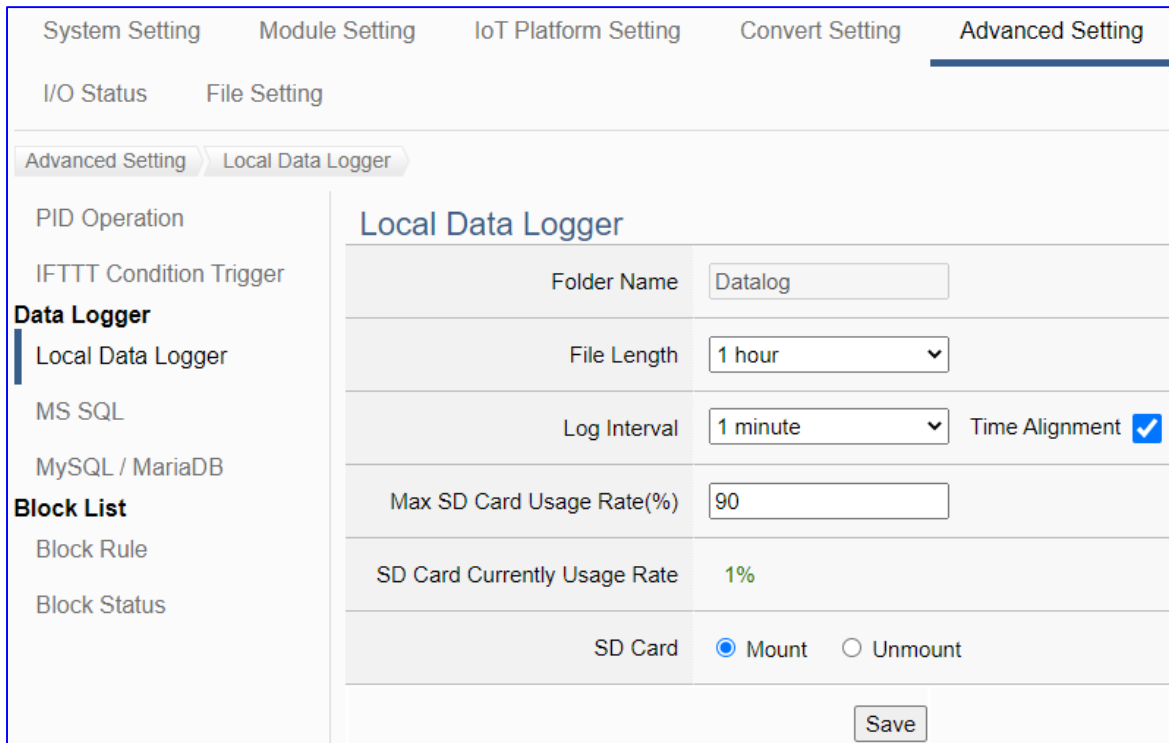 System Setting Module Setting IoT Platform Setting Convert Setting Advanced Setting
I/O Status File Setting
Advanced Setting Local Data Logger
PID Operation
IFTTT Condition Trigger
Data Logger
Local Data Logger
MS SQL
MySQL / MariaDB
Block List
Block Rule
Block Status
Local Data Logger
Folder Name Datalog
File Length 1 hour
Log Interval 1 minute Time Alignment
Max SD Card Usage Rate(%) 90
SD Card Currently Usage Rate 1%
SD Card Mount Unmount
Save